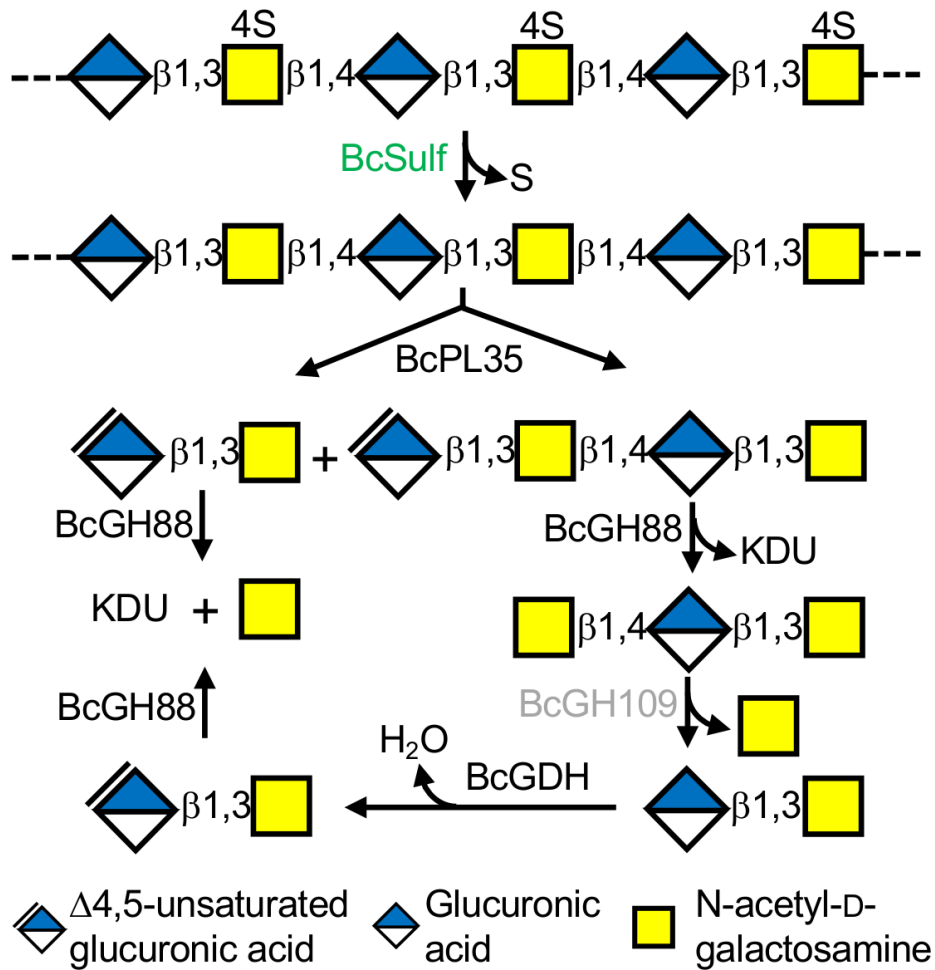 4S 4S 4S
β1,3 β1,4 β1,3 β1,4 β1,3
BcSulf S
β1,3 β1,4 β1,3 β1,4 β1,3
BcPL35
β1,3 + β1,3 β1,4 β1,3
BcGH88 BcGH88 KDU
KDU + β1,4 β1,3
BcGH88 BcGH109
H₂O BcGDH
β1,3 β1,3
Δ4,5-unsaturated glucuronic acid
Glucuronic acid
N-acetyl-D-galactosamine